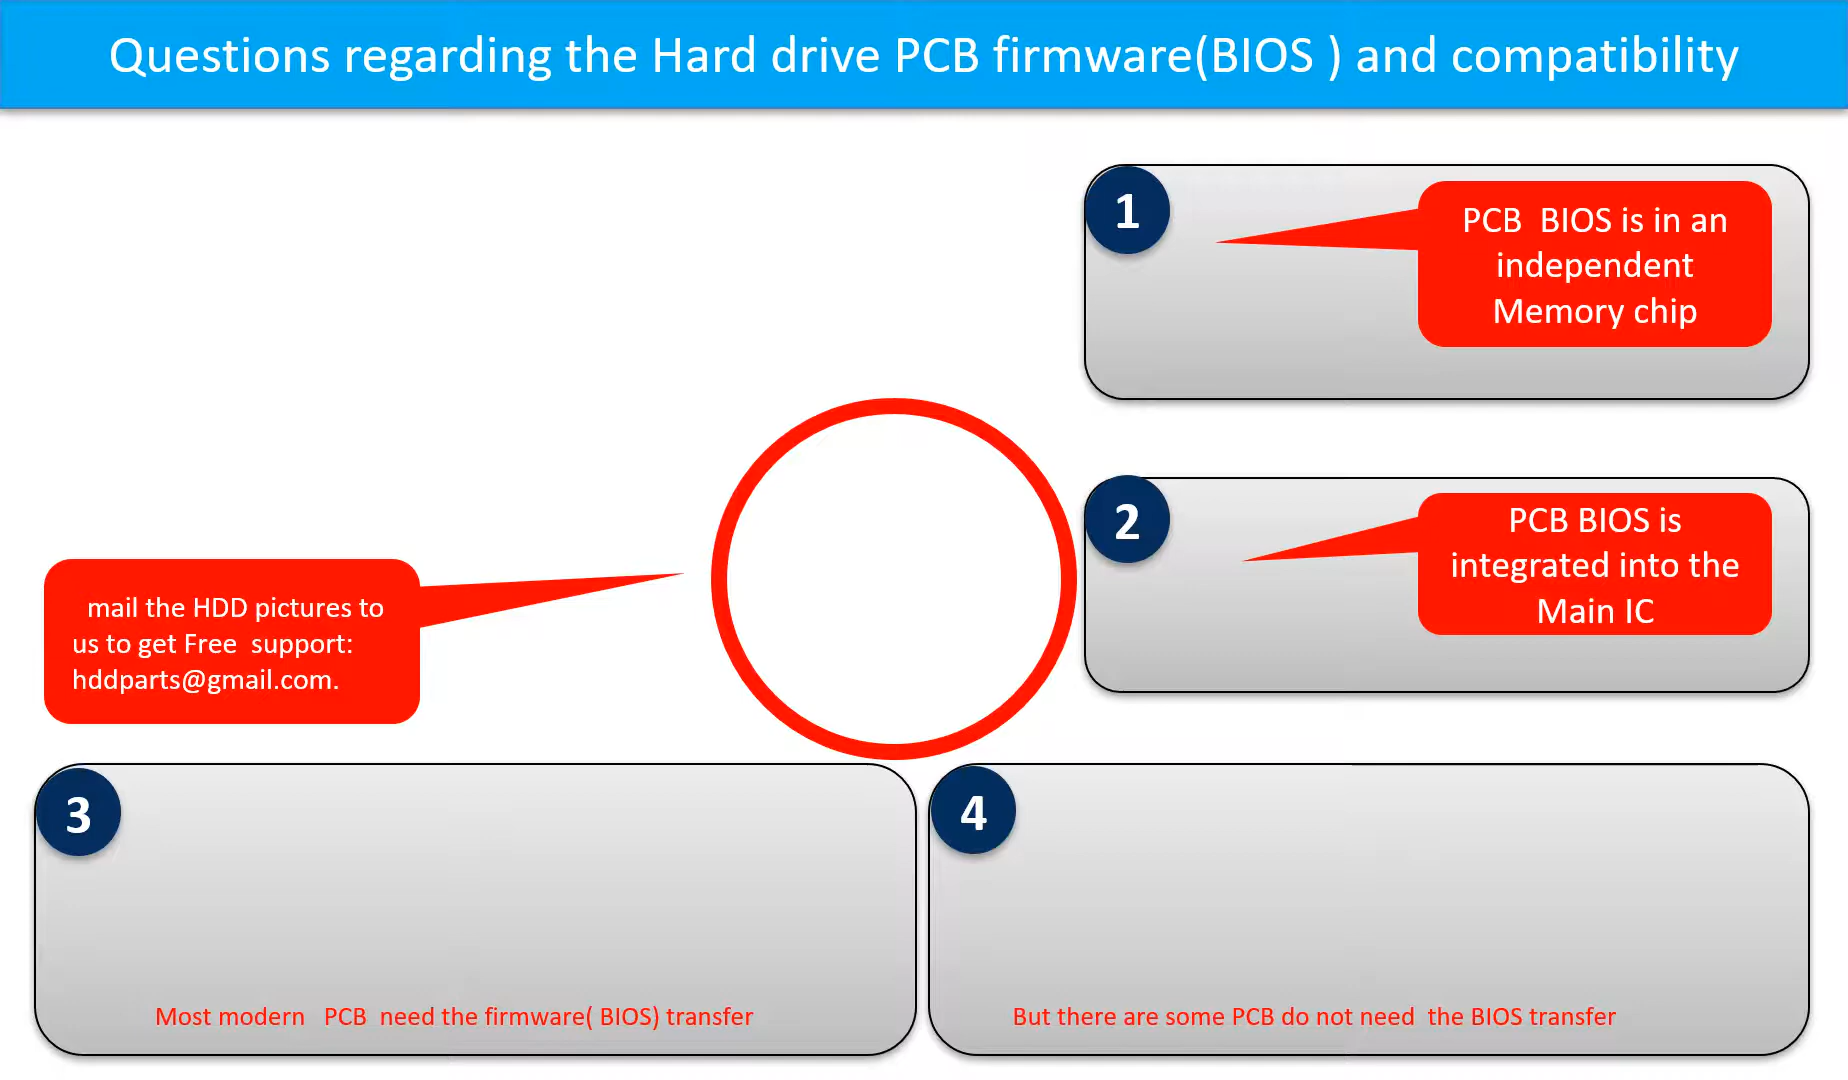 Questions regarding the Hard drive PCB firmware(BIOS ) and compatibility
1
PCB  BIOS is in an
independent
Memory chip
2
PCB BIOS is
integrated into the
Main IC
mail the HDD pictures to
us to get Free  support:
hddparts@gmail.com.
3
Most modern   PCB  need the firmware( BIOS) transfer
4
But there are some PCB do not need  the BIOS transfer